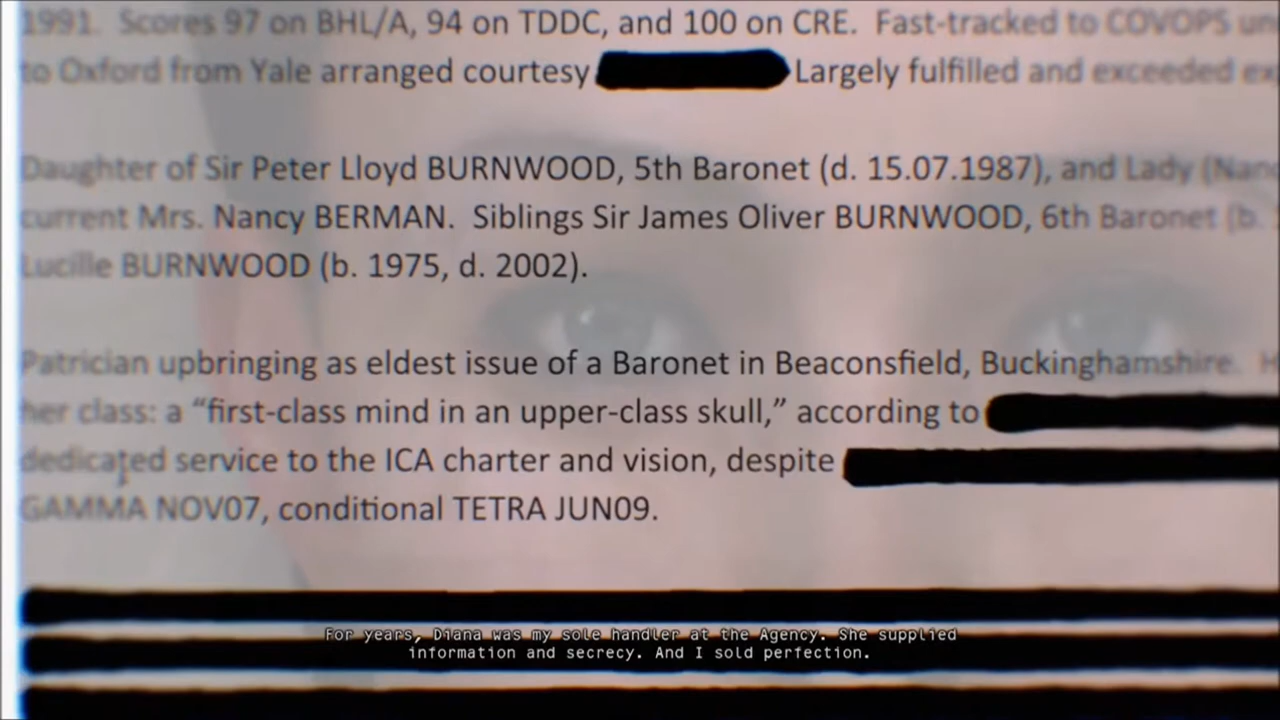 1991. Scores 97 on BHL/A, 94 on TDDC, and 100 on CRE. Fast-tracked to COVOPS
to Oxford from Yale arranged courtesy Largely fulfilled and exceeded
Daughter of Sir Peter Lloyd BURNWOOD, 5th Baronet (d. 15.07.1987), and Lady
current Mrs. Nancy BERMAN. Siblings Sir James Oliver BURNWOOD, 6th Baronet (b.
Lucille BURNWOOD (b. 1975, d. 2002).
Patrician upbringing as eldest issue of a Baronet in Beaconsfield, Buckinghamshire.
her class: a “first-class mind in an upper-class skull,” according to
dedicated service to the ICA charter and vision, despite
GAMMA NOV07, conditional TETRA JUN09.
For years, Diana was my sole handler at the Agency. She supplied
information and secrecy. And I sold perfection.